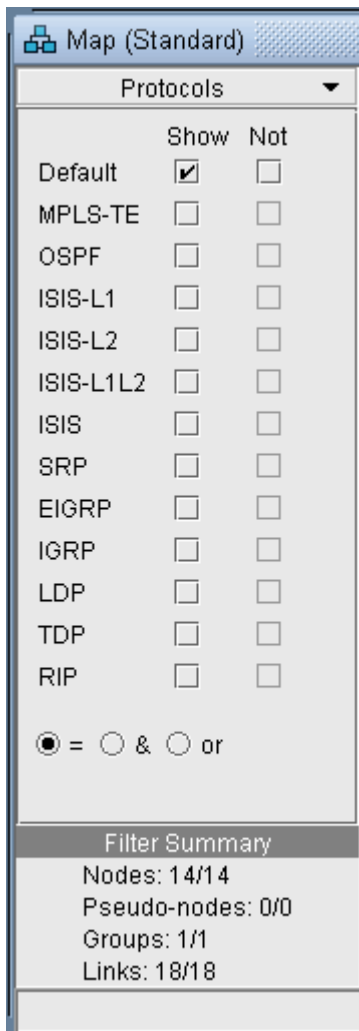 Map (Standard)
Protocols
Show Not
Default
MPLS-TE
OSPF
ISIS-L1
ISIS-L2
ISIS-L1L2
ISIS
SRP
EIGRP
IGRP
LDP
TDP
RIP
= & or
Filter Summary
Nodes: 14/14
Pseudo-nodes: 0/0
Groups: 1/1
Links: 18/18